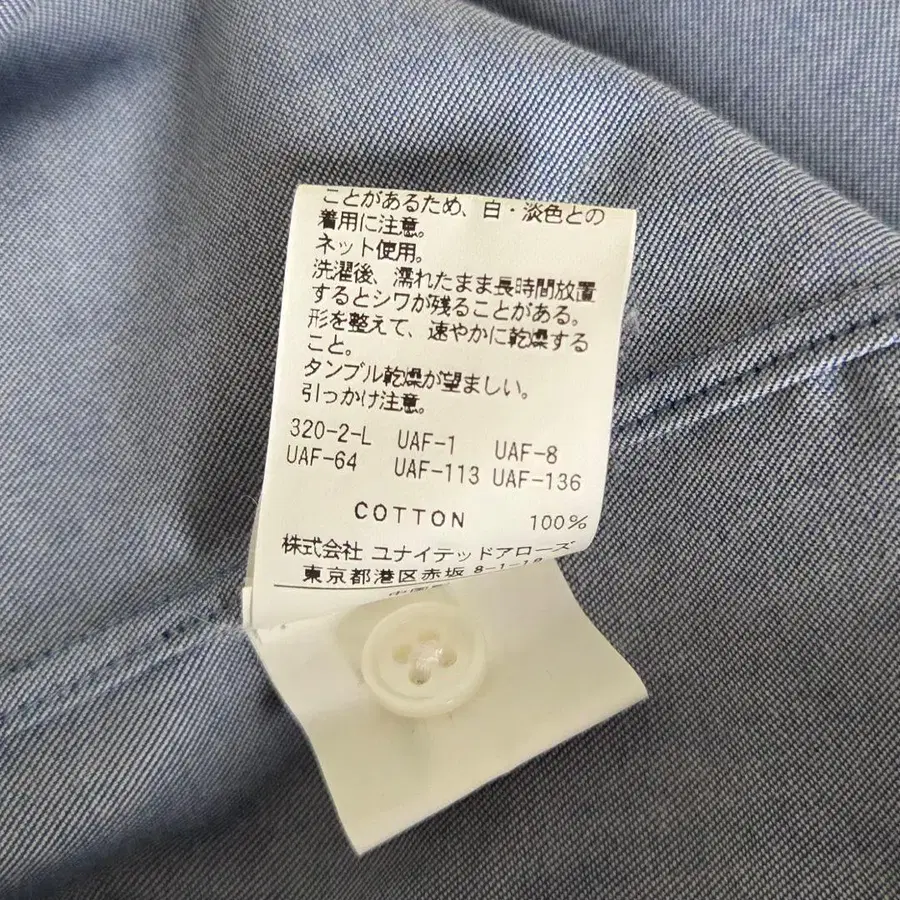 ことがあるため、白・淡色との
着用に注意。
ネット使用。
洗濯後、濡れたまま長時間放置
するとシワが残ることがある。
形を整えて、速やかに乾燥する
こと。
タンブル乾燥が望ましい。
引っかけ注意。
320-2-L UAF-1 UAF-8
UAF-64 UAF-113 UAF-136
COTTON 100%
株式会社 ユナイテッドアローズ
東京都港区赤坂 8-1-19